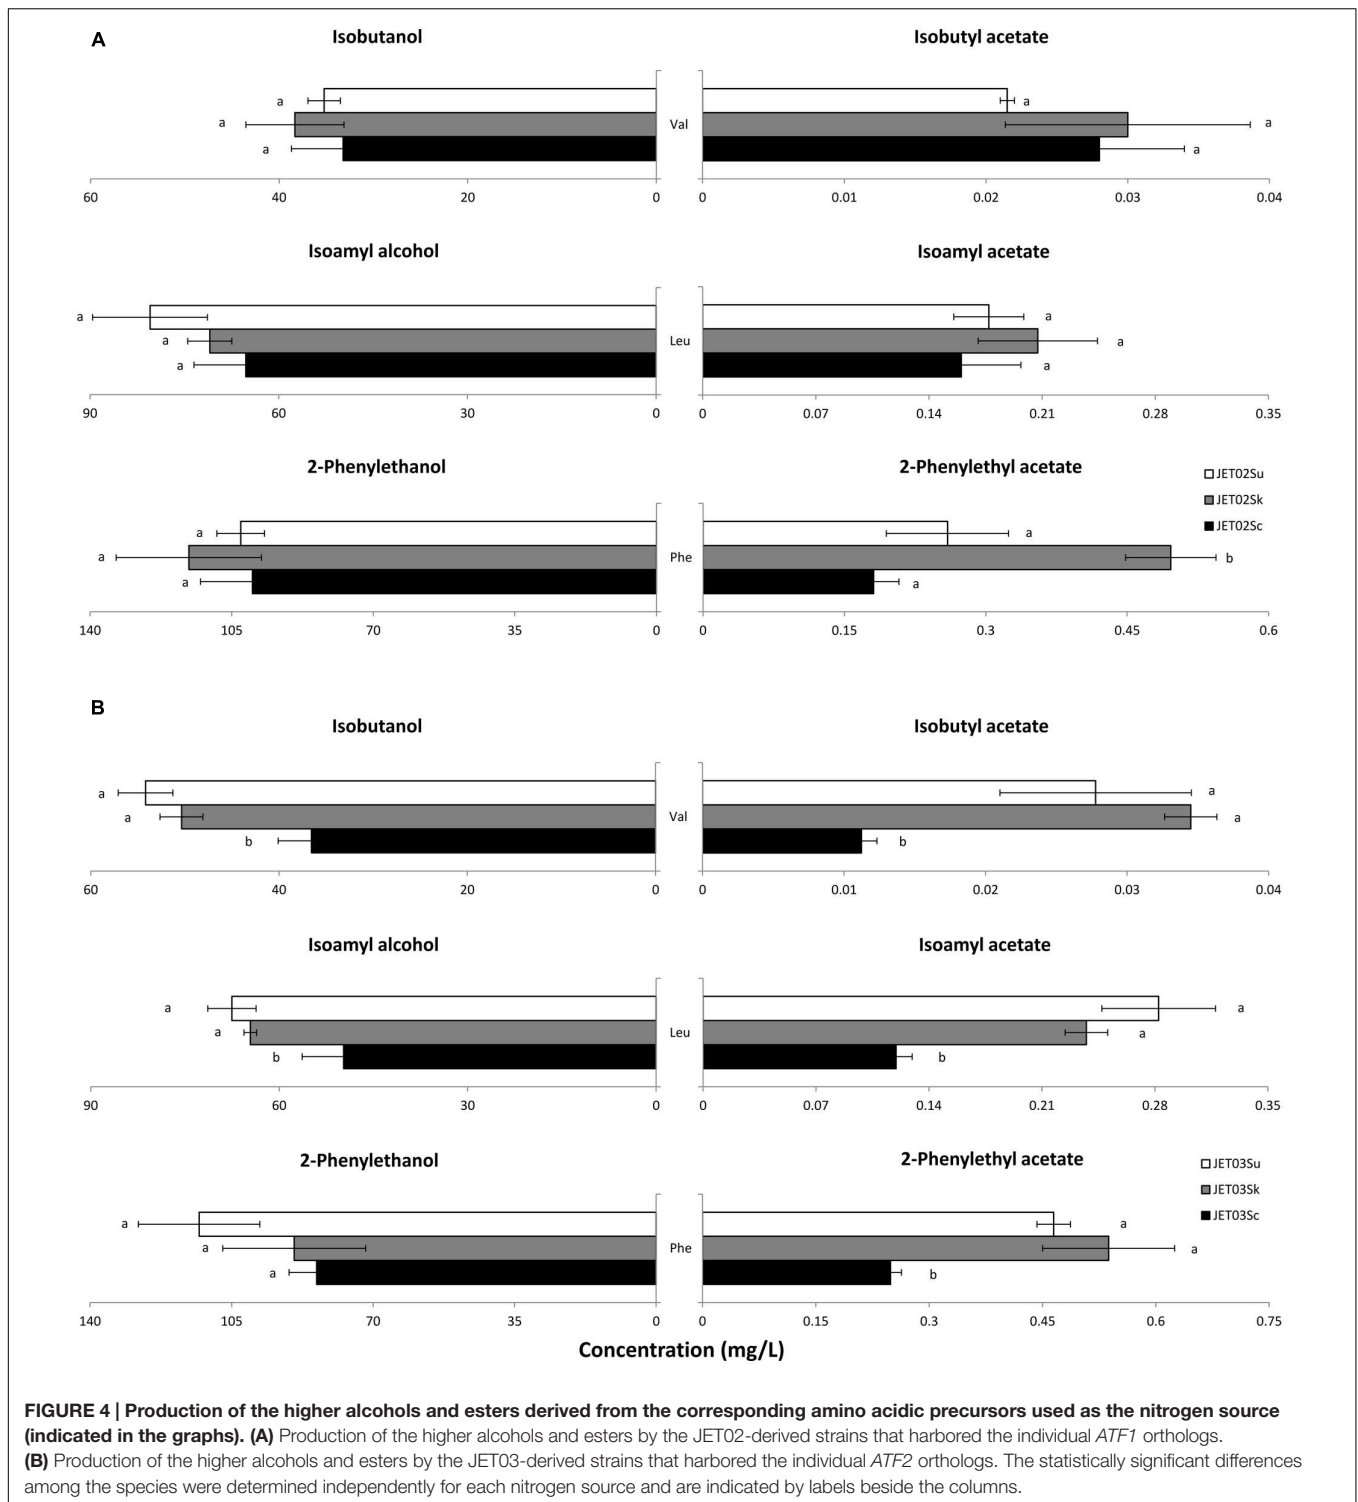 A
Isobutanol Isobutyl acetate
a a
a Val a
a a
60 40 20 0 0 0.01 0.02 0.03 0.04
Isoamyl alcohol Isoamyl acetate
a a
a Leu a
a a
90 60 30 0 0 0.07 0.14 0.21 0.28 0.35
2-Phenylethanol 2-Phenylethyl acetate
JET02Su
JET02Sk
JET02Sc
a a
a Phe b
a a
140 105 70 35 0 0 0.15 0.3 0.45 0.6
B
Isobutanol Isobutyl acetate
a a
a Val a
b b
60 40 20 0 0 0.01 0.02 0.03 0.04
Isoamyl alcohol Isoamyl acetate
a a
a Leu a
b b
90 60 30 0 0 0.07 0.14 0.21 0.28 0.35
2-Phenylethanol 2-Phenylethyl acetate
JET03Su
JET03Sk
JET03Sc
a a
a Phe a
a b
140 105 70 35 0 0 0.15 0.3 0.45 0.6 0.75
Concentration (mg/L)
FIGURE 4 | Production of the higher alcohols and esters derived from the corresponding amino acidic precursors used as the nitrogen source
(indicated in the graphs). (A) Production of the higher alcohols and esters by the JET02-derived strains that harbored the individual ATF1 orthologs.
(B) Production of the higher alcohols and esters by the JET03-derived strains that harbored the individual ATF2 orthologs. The statistically significant differences
among the species were determined independently for each nitrogen source and are indicated by labels beside the columns.